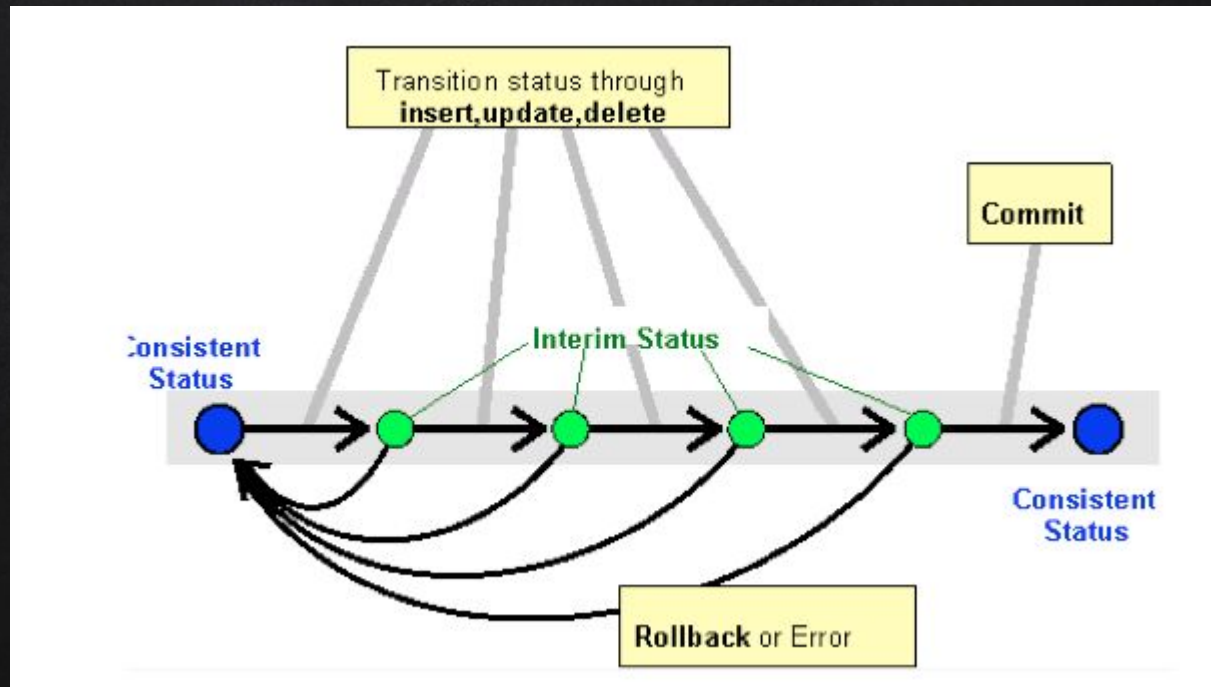 Transition status through
insert,update,delete
Commit
Interim Status
:onsistent
Status
Consistent
Status
Rollback or Error